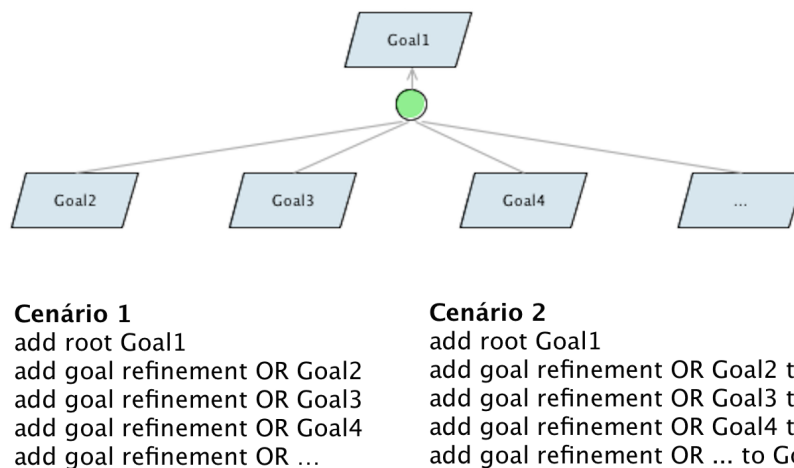 Goal1
Goal2
Goal3
Goal4
...
Cenário 1
add root Goal1
add goal refinement OR Goal2
add goal refinement OR Goal3
add goal refinement OR Goal4
add goal refinement OR ...
Cenário 2
add root Goal1
add goal refinement OR Goal2
add goal refinement OR Goal3
add goal refinement OR Goal4
add goal refinement OR ... to